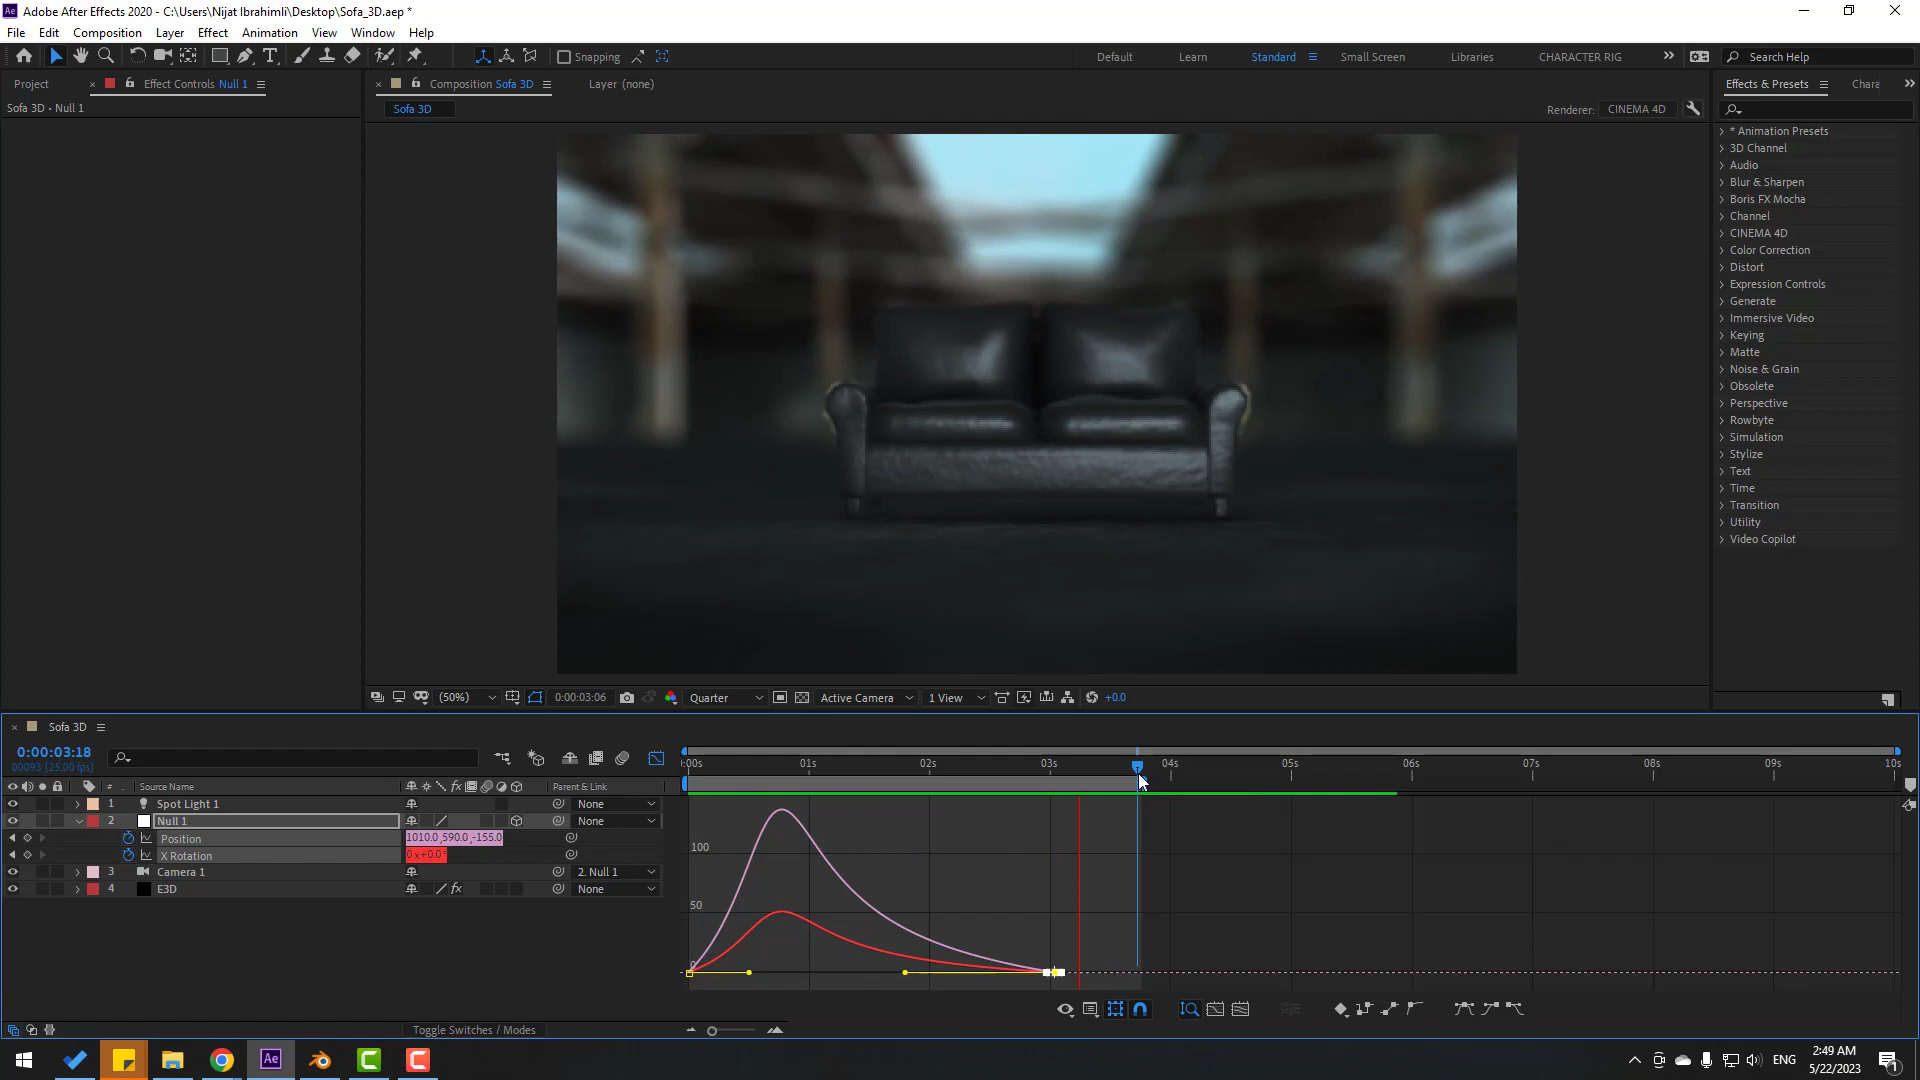 Adobe After Effects 2020 - C:\Users\Nijat Ibrahimli\Desktop\Sofa_3D.aep *
File Edit Composition Layer Effect Animation View Window Help
Snapping Default Learn Standard Small Screen Libraries CHARACTER RIG Search Help
Project Effect Controls Null 1 Composition Sofa 3D Layer (none) Effects & Presets Chara
Sofa 3D • Null 1 Sofa 3D Renderer: CINEMA 4D
* Animation Presets
3D Channel
Audio
Blur & Sharpen
Boris FX Mocha
Channel
CINEMA 4D
Color Correction
Distort
Expression Controls
Generate
Immersive Video
Keying
Matte
Noise & Grain
Obsolete
Perspective
Rowbyte
Simulation
Stylize
Text
Time
Transition
Utility
Video Copilot
(50%) 0:00:03:06 Quarter Active Camera 1 View +0.0
Sofa 3D
0:00:03:18
00093 (25.00 fps)
:00s 01s 02s 03s 04s 05s 06s 07s 08s 09s 10s
# Source Name Parent & Link
1 Spot Light 1 None
2 Null 1 None
Position 1010.0,590.0,-155.0
X Rotation 0x+0.0°
3 Camera 1 2. Null 1
4 E3D None
100
50
0
Toggle Switches / Modes
Ae ENG 2:49 AM
5/22/2023 1